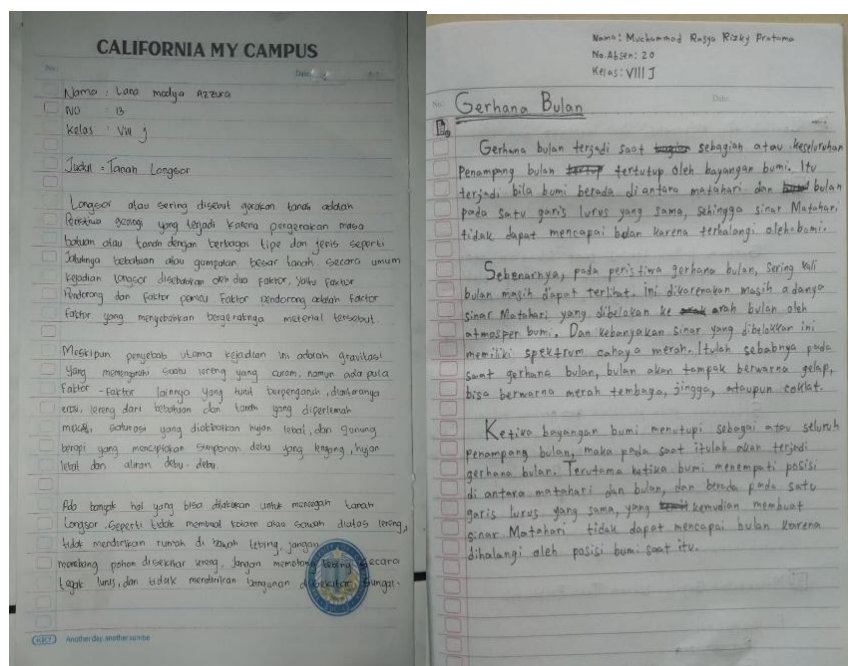 CALIFORNIA MY CAMPUS
No.
Date
Nama : Lana madya Azzura
NO : 13
Kelas : VIII J
Judul = Tanah Longsor
Longsor atau sering disebut gerakan tanah adalah
Peristiwa geologi yang terjadi karena pergerakan masa
batuan atau tanah dengan berbagai tipe dan jenis seperti
Jatuhnya bebatuan atau gumpalan besar tanah. secara umum
kejadian longsor disebabkan oleh dua faktor, yaitu Faktor
Pendorong dan Faktor pemicu Faktor pendorong adalah factor
faktor yang menyebabkan bergeraknya material tersebut.
Meskipun penyebab utama kejadian ini adalah gravitasi
yang memengaruhi suatu lereng yang curam, namun ada pula
Faktor - Faktor lainnya yang turut berpengaruh, diantaranya
erosi, lereng dari bebatuan dan tanah yang diperlemah
melalui, saturasi yang diakibatkan hujan lebat, dan gunung
berapi yang menciptakan simpanan debu yang lengang, hujan
lebat dan aliran debu-debu.
Ada banyak hal yang bisa dilakukan untuk mencegah tanah
Longsor. Seperti tidak membuat kolam atau sawah diatas lereng,
tidak mendirikan rumah di bawah tebing, jangan
memotong pohon disekitar lereng, Jangan memotong tebing secara
tegak lurus, dan tidak mendirikan bangunan disekitar sungai.
KKY Another day, another sunrise
Nama : Muchammad Rasya Rizky Pratama
No. Absen : 20
Kelas : VIII J
No.
Date
Gerhana Bulan
Gerhana bulan terjadi saat sebagian atau keseluruhan
Penampang bulan tertutup oleh bayangan bumi. Itu
terjadi bila bumi berada di antara matahari dan bulan
pada satu garis lurus yang sama, sehingga sinar Matahari
tidak dapat mencapai bulan karena terhalangi oleh bumi.
Sebenarnya, pada peristiwa gerhana bulan, sering kali
bulan masih dapat terlihat. ini dikarenakan masih adanya
sinar Matahari yang dibelokan ke arah bulan oleh
atmosper bumi. Dan kebanyakan sinar yang dibelokkan ini
memiliki spektrum cahaya merah. Itulah sebabnya pada
saat gerhana bulan, bulan akan tampak berwarna gelap,
bisa berwarna merah tembaga, jingga, ataupun coklat.
Ketika bayangan bumi menutupi sebagai atau seluruh
penampang bulan, maka pada saat itulah akan terjadi
gerhana bulan. Terutama ketika bumi menempati posisi
di antara matahari dan bulan, dan berada pada satu
garis lurus yang sama, yang kemudian membuat
sinar Matahari tidak dapat mencapai bulan karena
dihalangi oleh posisi bumi saat itu.